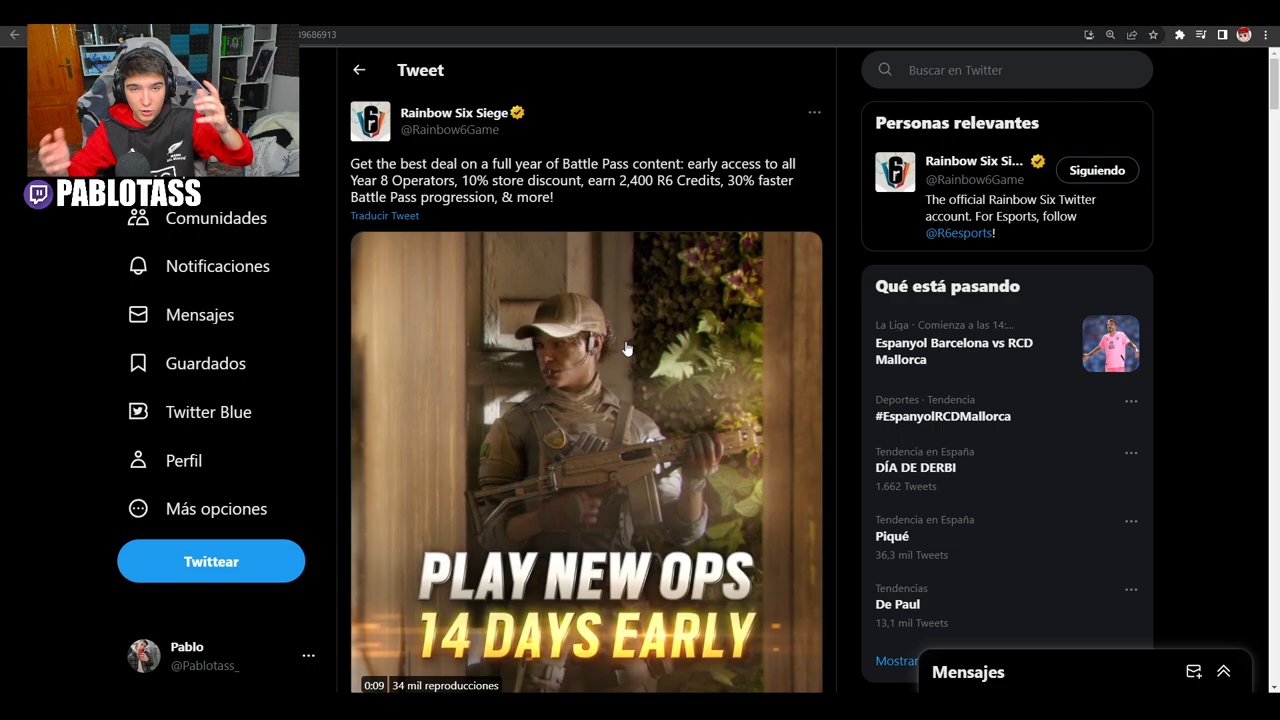 39686913
PABLOTASS
Comunidades
Notificaciones
Mensajes
Guardados
Twitter Blue
Perfil
Más opciones
Twittear
Pablo
@Pablotass_
Tweet
Rainbow Six Siege
@Rainbow6Game
Get the best deal on a full year of Battle Pass content: early access to all
Year 8 Operators, 10% store discount, earn 2,400 R6 Credits, 30% faster
Battle Pass progression, & more!
Traducir Tweet
PLAY NEW OPS
14 DAYS EARLY
0:09 34 mil reproducciones
Buscar en Twitter
Personas relevantes
Rainbow Six Si...
@Rainbow6Game
Siguiendo
The official Rainbow Six Twitter
account. For Esports, follow
@R6esports!
Qué está pasando
La Liga · Comienza a las 14:...
Espanyol Barcelona vs RCD
Mallorca
Deportes · Tendencia
#EspanyolRCDMallorca
Tendencia en España
DÍA DE DERBI
1.662 Tweets
Tendencia en España
Piqué
36,3 mil Tweets
Tendencias
De Paul
13,1 mil Tweets
Mostrar
Mensajes